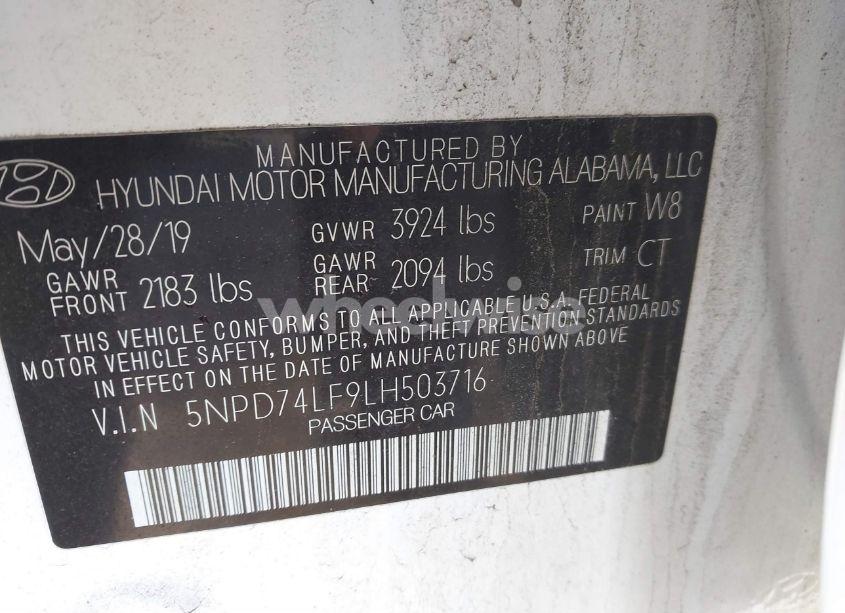 MANUFACTURED BY
HYUNDAI MOTOR MANUFACTURING ALABAMA, LLC
May/28/19 GVWR 3924 lbs PAINT W8
GAWR FRONT 2183 lbs GAWR REAR 2094 lbs TRIM CT
wheelwise
THIS VEHICLE CONFORMS TO ALL APPLICABLE U.S.A. FEDERAL
MOTOR VEHICLE SAFETY, BUMPER, AND THEFT PREVENTION STANDARDS
IN EFFECT ON THE DATE OF MANUFACTURE SHOWN ABOVE
V.I.N 5NPD74LF9LH503716
PASSENGER CAR